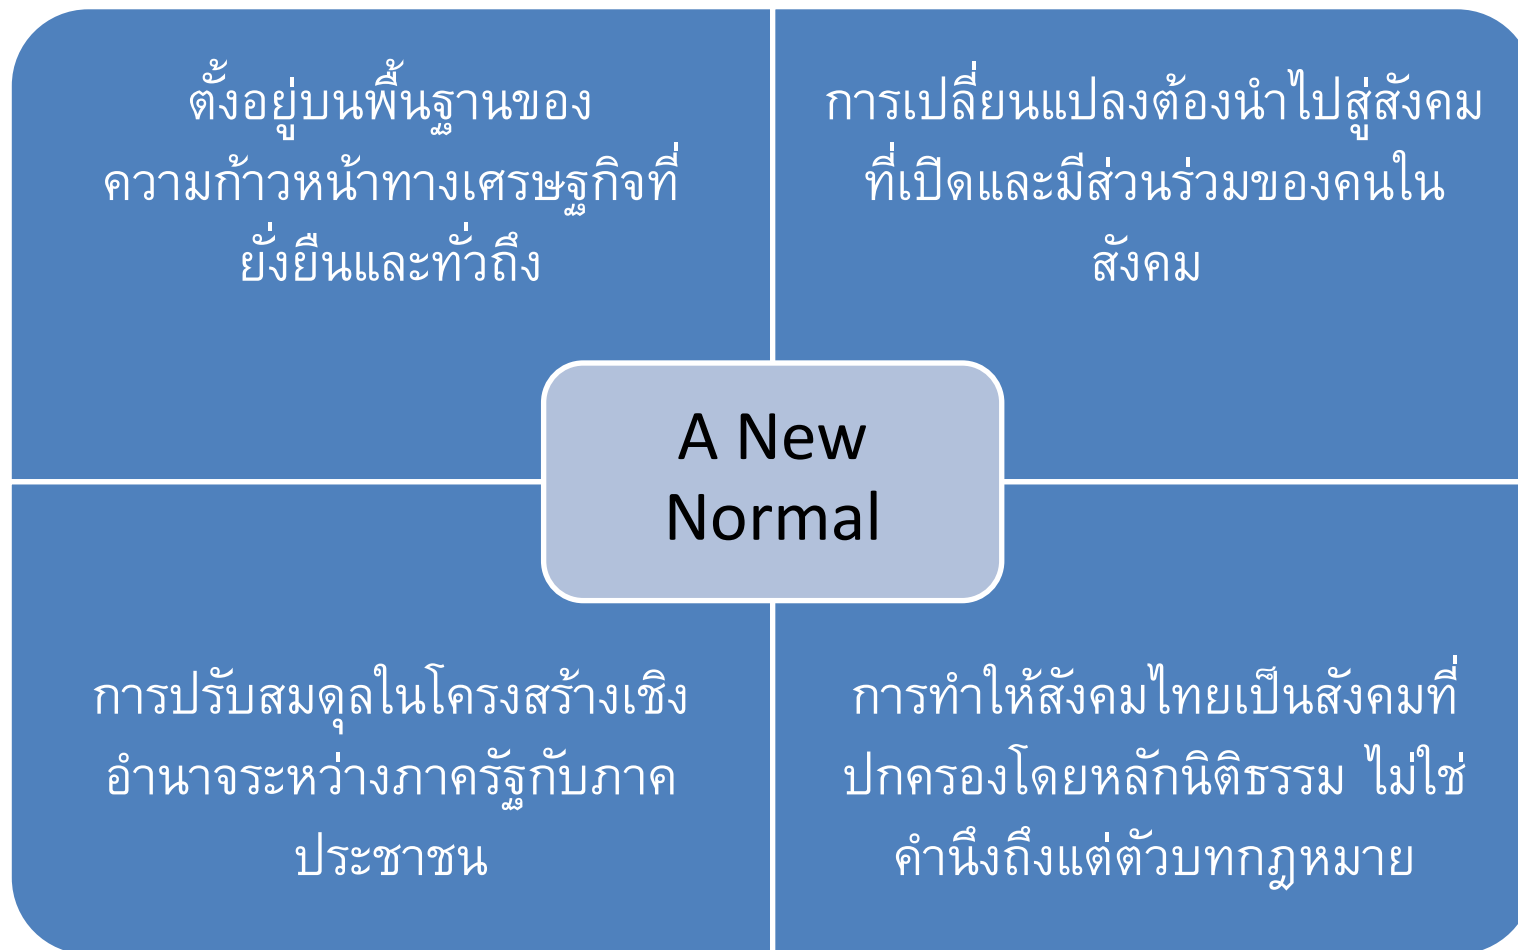 ตั้งอยู่บนพื้นฐานของ
ความก้าวหน้าทางเศรษฐกิจที่
ยั่งยืนและทั่วถึง
การเปลี่ยนแปลงต้องนำไปสู่สังคม
ที่เปิดและมีส่วนร่วมของคนใน
สังคม
A New
Normal
การปรับสมดุลในโครงสร้างเชิง
อำนาจระหว่างภาครัฐกับภาค
ประชาชน
การทำให้สังคมไทยเป็นสังคมที่
ปกครองโดยหลักนิติธรรม ไม่ใช่
คำนึงถึงแต่ตัวบทกฎหมาย